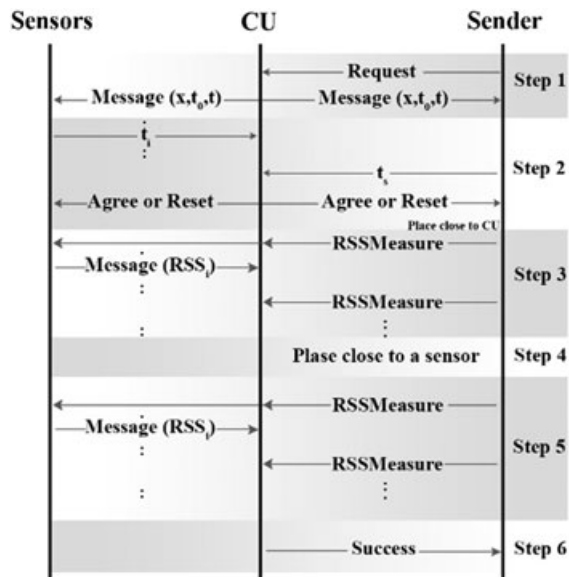 Sensors CU Sender
Request
Step 1
Message (x,t₀,t) Message (x,t₀,t)
tᵢ
Step 2
tₛ
Agree or Reset Agree or Reset
Place close to CU
RSSMeasure
Message (RSSᵢ)
Step 3
RSSMeasure
Plase close to a sensor Step 4
RSSMeasure
Message (RSSᵢ)
Step 5
RSSMeasure
Success Step 6